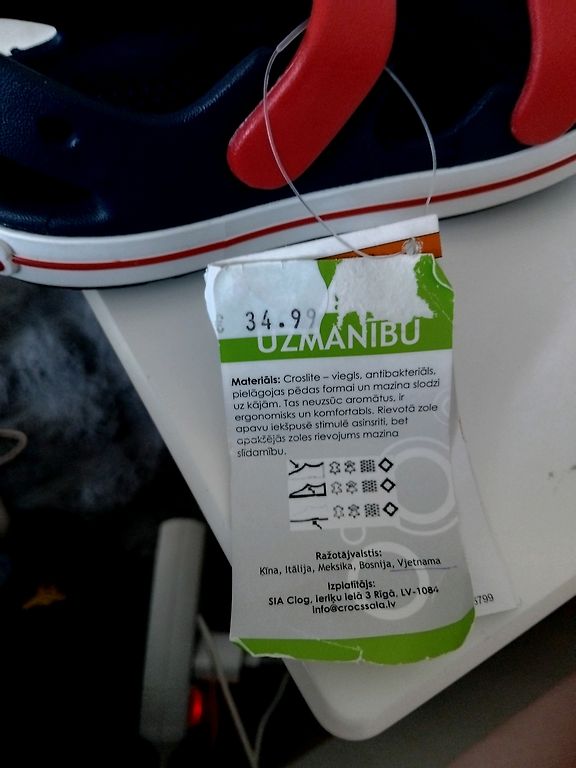 € 34.99
UZMANĪBU
Materiāls: Croslite – viegls, antibakteriāls,
pielāgojas pēdas formai un mazina slodzi
uz kājām. Tas neuzsūc aromātus, ir
ergonomisks un komfortabls. Rievotā zole
apavu iekšpusē stimulē asinsriti, bet
apakšējās zoles rievojums mazina
slīdamību.
Ražotājvalstis:
Ķīna, Itālija, Meksika, Bosnija, Vjetnama
Izplatītājs:
SIA Clog, Ieriķu ielā 3 Rīgā, LV-1084
info@crocssala.lv